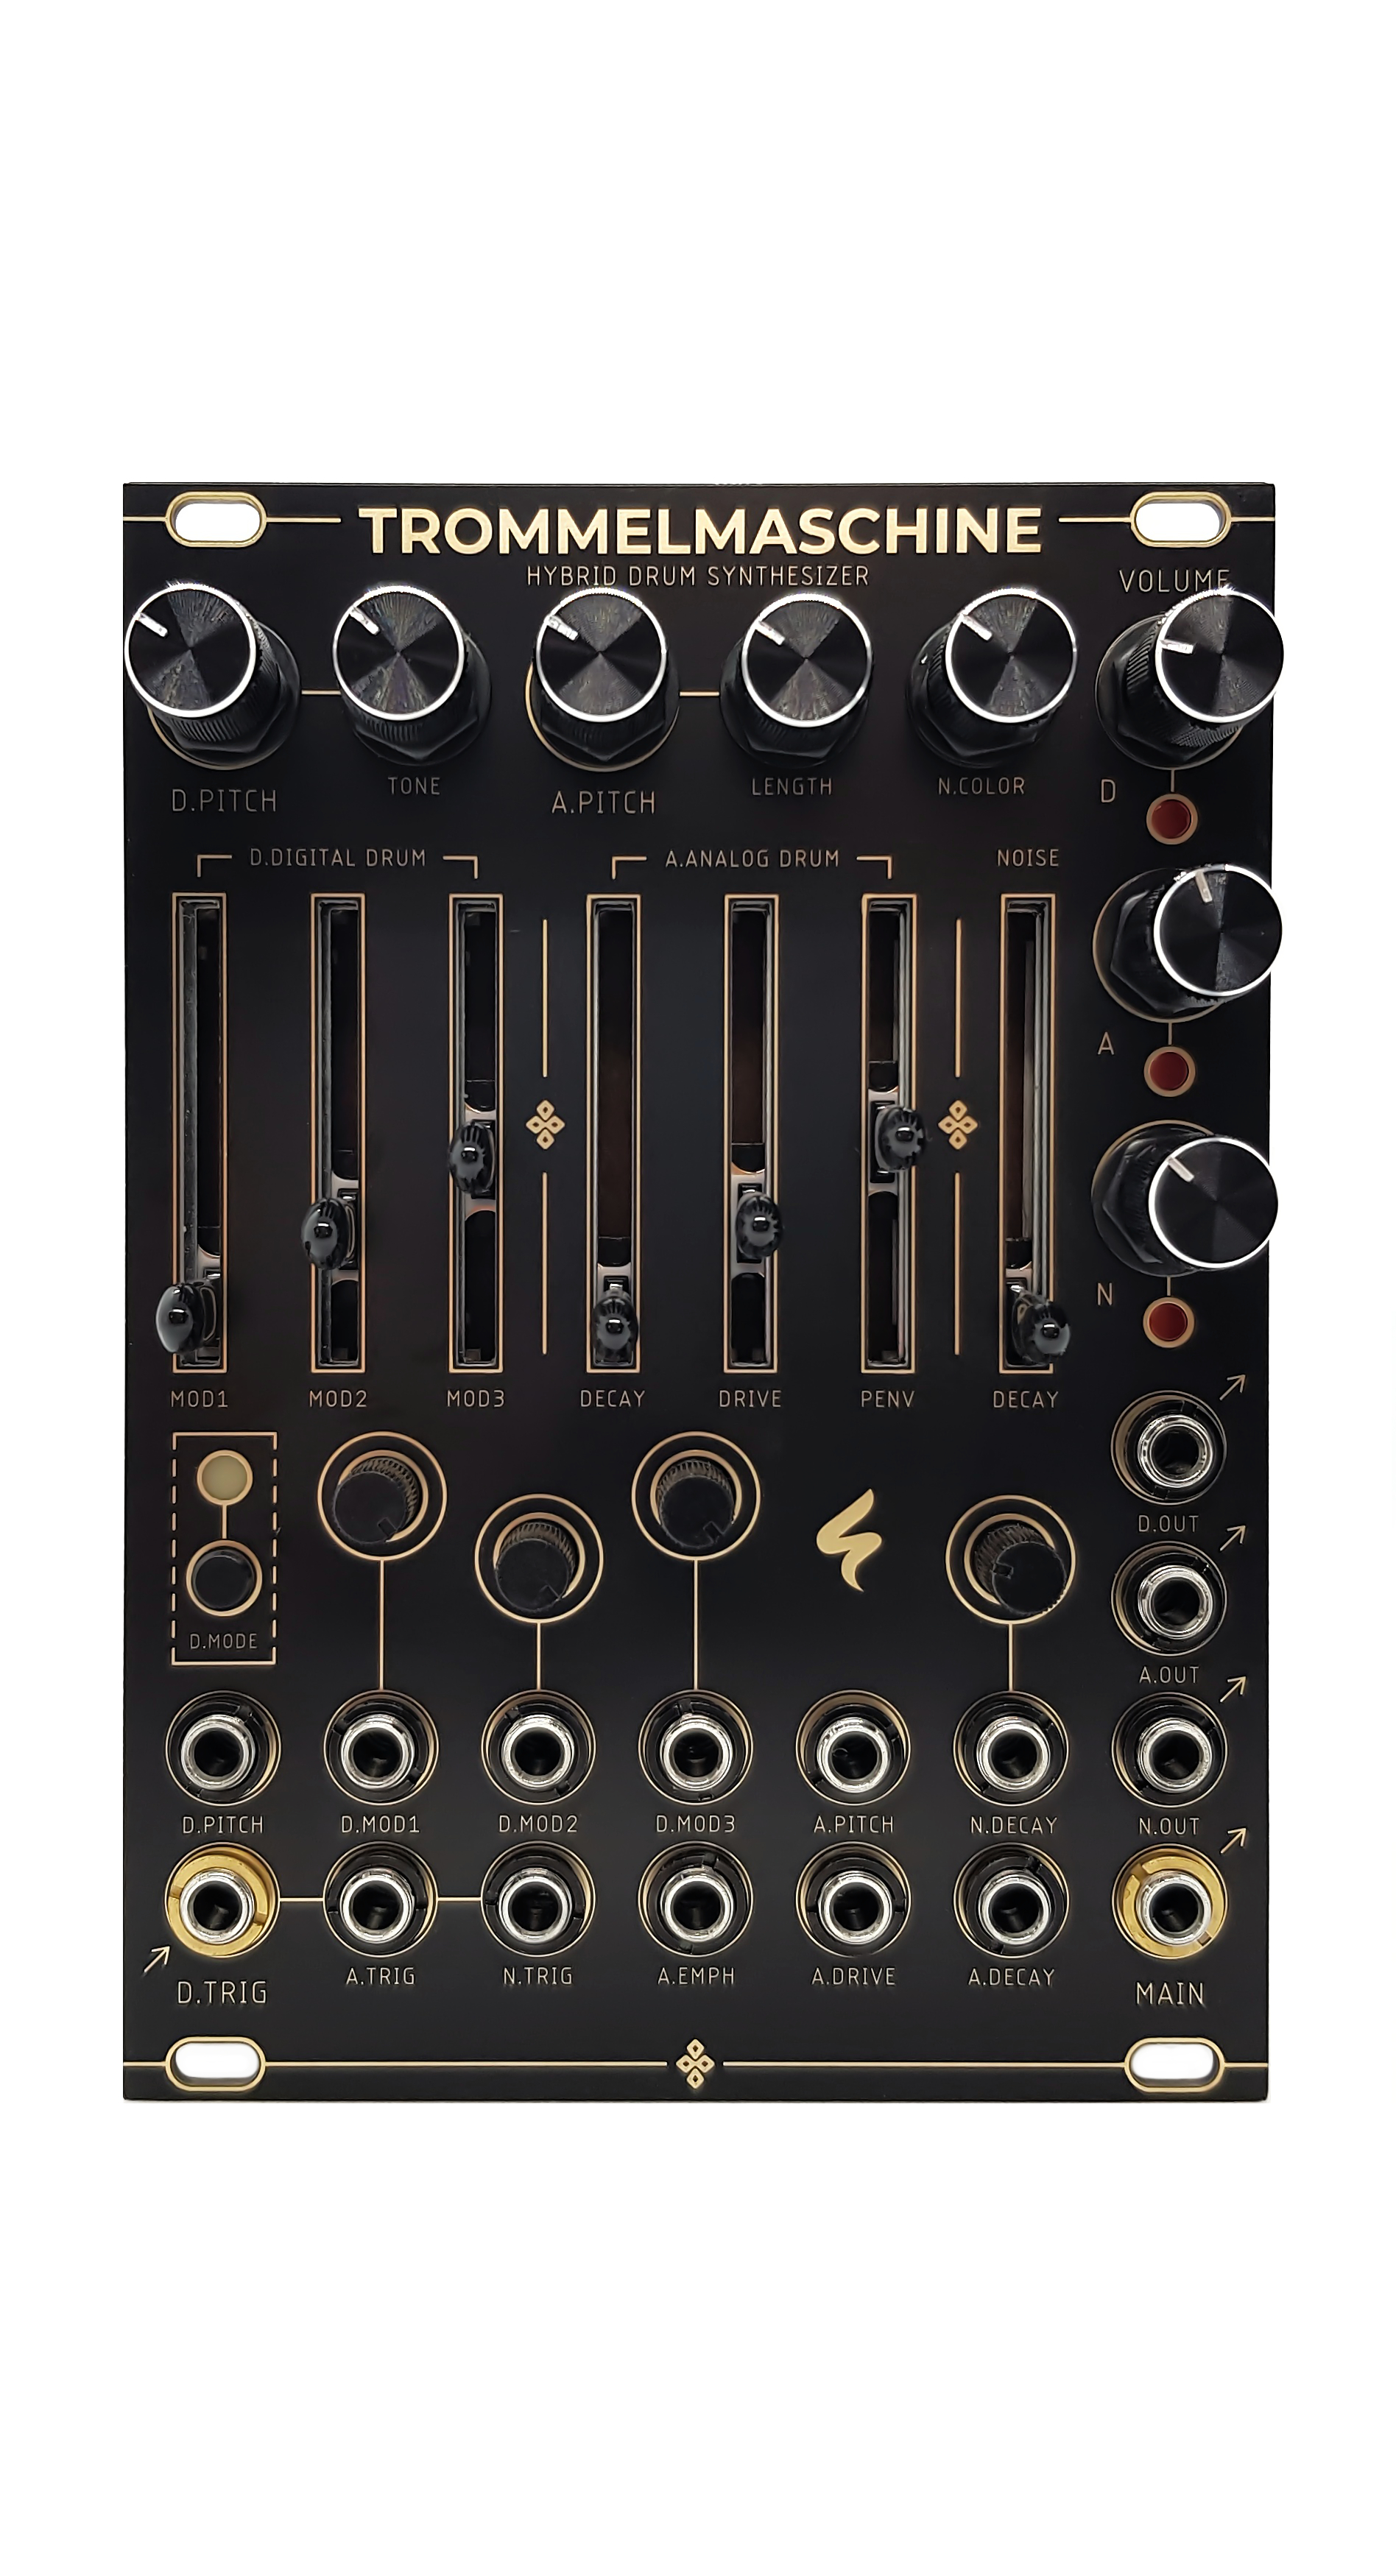 TROMMELMASCHINE
HYBRID DRUM SYNTHESIZER
VOLUME
D.PITCH
TONE
A.PITCH
LENGTH
N.COLOR
D
D.DIGITAL DRUM
A.ANALOG DRUM
NOISE
A
N
MOD1
MOD2
MOD3
DECAY
DRIVE
PENV
DECAY
D.OUT
D.MODE
A.OUT
D.PITCH
D.MOD1
D.MOD2
D.MOD3
A.PITCH
N.DECAY
N.OUT
D.TRIG
A.TRIG
N.TRIG
A.EMPH
A.DRIVE
A.DECAY
MAIN